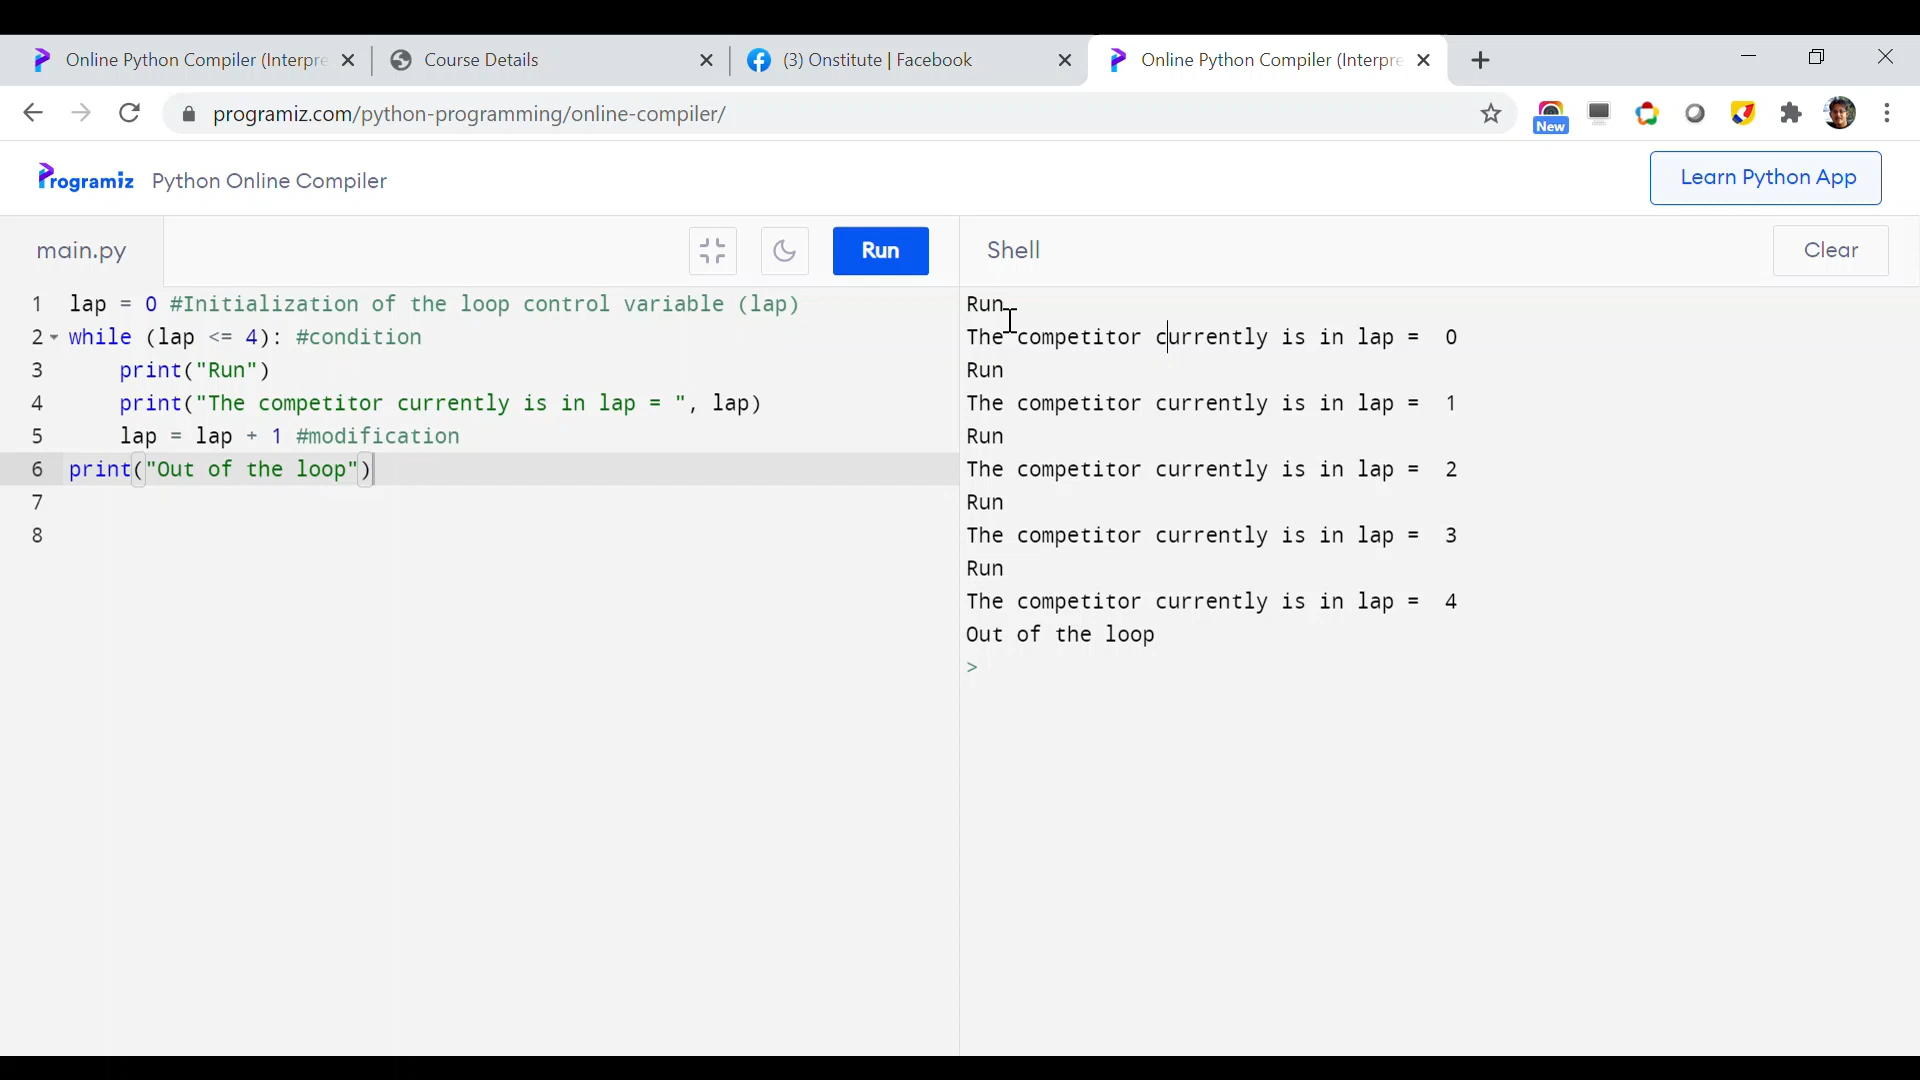 Online Python Compiler (Interpre
Course Details
(3) Onstitute | Facebook
Online Python Compiler (Interpre
programiz.com/python-programming/online-compiler/
New
Programiz Python Online Compiler
Learn Python App
main.py
Run
Shell
Clear
1 lap = 0 #Initialization of the loop control variable (lap)
2 while (lap <= 4): #condition
3 print("Run")
4 print("The competitor currently is in lap = ", lap)
5 lap = lap + 1 #modification
6 print("Out of the loop")
7
8
Run
The competitor currently is in lap =  0
Run
The competitor currently is in lap =  1
Run
The competitor currently is in lap =  2
Run
The competitor currently is in lap =  3
Run
The competitor currently is in lap =  4
Out of the loop
>